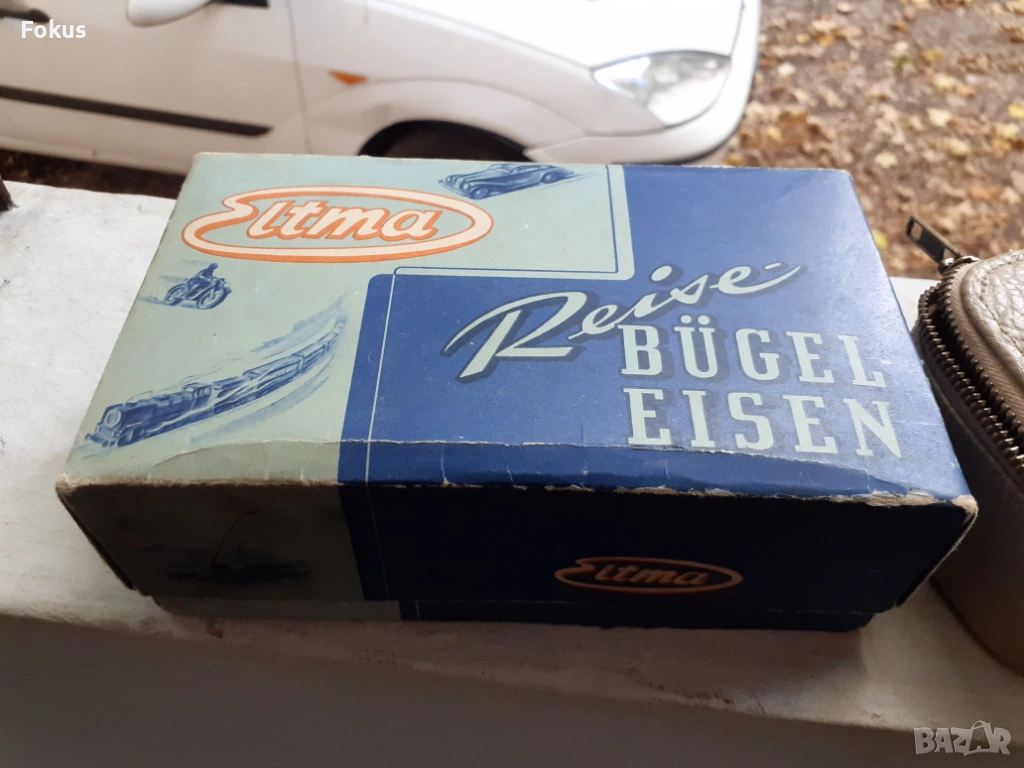 Fokus
Eltma
Reise-
BÜGEL
EISEN
Eltma
BAZAR